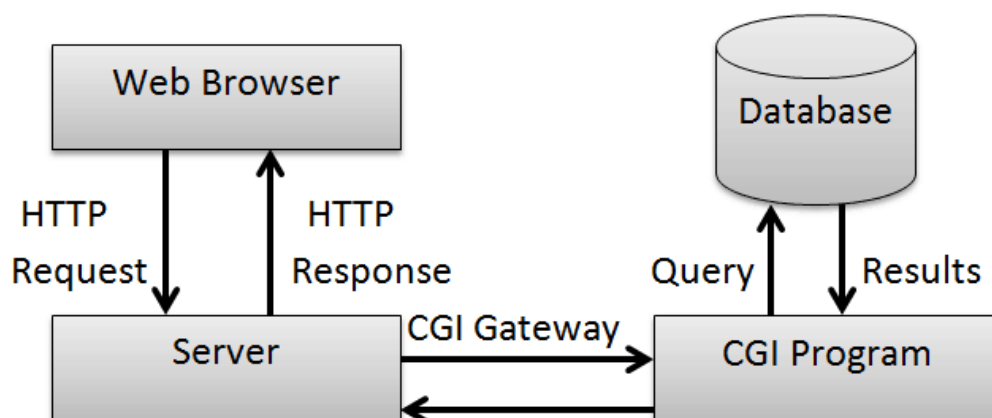 Web Browser
Database
HTTP
Request
HTTP
Response
Query
Results
Server
CGI Gateway
CGI Program